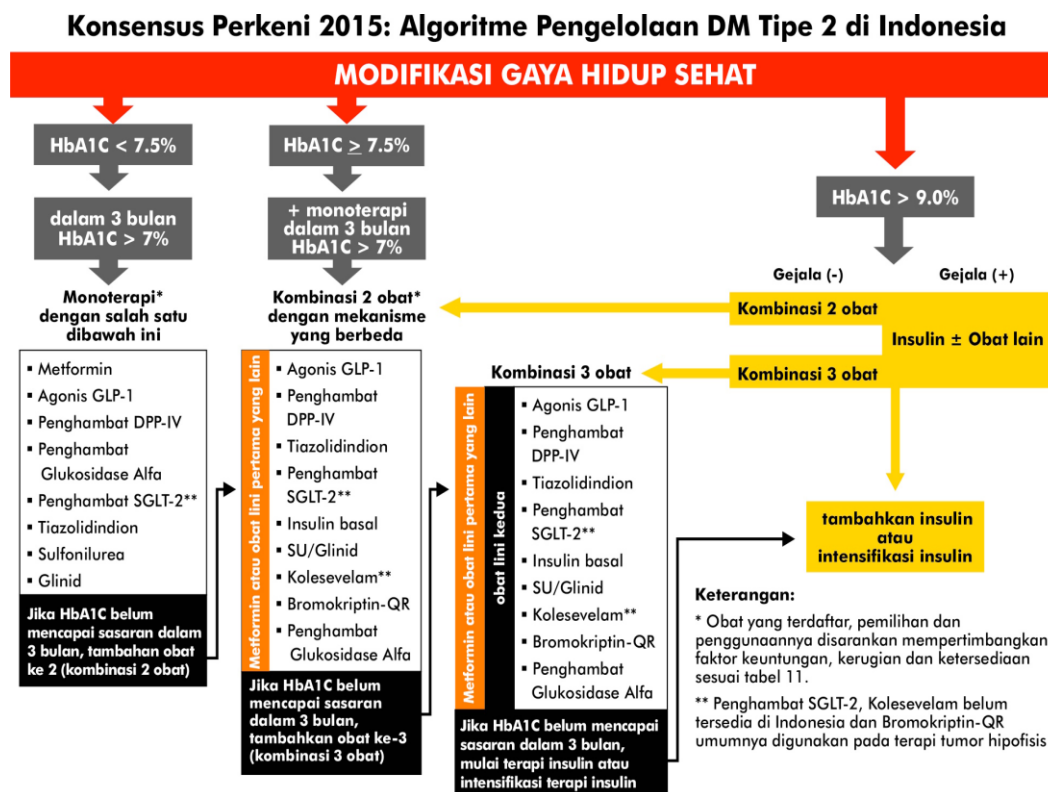 Konsensus Perkeni 2015: Algoritme Pengelolaan DM Tipe 2 di Indonesia
MODIFIKASI GAYA HIDUP SEHAT
HbA1C < 7.5%
dalam 3 bulan
HbA1C > 7%
Monoterapi*
dengan salah satu
dibawah ini
▪ Metformin
▪ Agonis GLP-1
▪ Penghambat DPP-IV
▪ Penghambat
Glukosidase Alfa
▪ Penghambat SGLT-2**
▪ Tiazolidindion
▪ Sulfonilurea
▪ Glinid
Jika HbA1C belum
mencapai sasaran dalam
3 bulan, tambahan obat
ke 2 (kombinasi 2 obat)
HbA1C ≥ 7.5%
+ monoterapi
dalam 3 bulan
HbA1C > 7%
Kombinasi 2 obat*
dengan mekanisme
yang berbeda
Metformin atau obat lini pertama yang lain
▪ Agonis GLP-1
▪ Penghambat
DPP-IV
▪ Tiazolidindion
▪ Penghambat
SGLT-2**
▪ Insulin basal
▪ SU/Glinid
▪ Kolesevelam**
▪ Bromokriptin-QR
▪ Penghambat
Glukosidase Alfa
Jika HbA1C belum
mencapai sasaran
dalam 3 bulan,
tambahkan obat ke-3
(kombinasi 3 obat)
Kombinasi 3 obat
Metformin atau obat lini pertama yang lain
obat lini kedua
▪ Agonis GLP-1
▪ Penghambat
DPP-IV
▪ Tiazolidindion
▪ Penghambat
SGLT-2**
▪ Insulin basal
▪ SU/Glinid
▪ Kolesevelam**
▪ Bromokriptin-QR
▪ Penghambat
Glukosidase Alfa
Jika HbA1C belum mencapai
sasaran dalam 3 bulan,
mulai terapi insulin atau
intensifikasi terapi insulin
HbA1C > 9.0%
Gejala (-)
Gejala (+)
Kombinasi 2 obat
Insulin ± Obat lain
Kombinasi 3 obat
tambahkan insulin
atau
intensifikasi insulin
Keterangan:
* Obat yang terdaftar, pemilihan dan
penggunaannya disarankan mempertimbangkan
faktor keuntungan, kerugian dan ketersediaan
sesuai tabel 11.
** Penghambat SGLT-2, Kolesevelam belum
tersedia di Indonesia dan Bromokriptin-QR
umumnya digunakan pada terapi tumor hipofisis